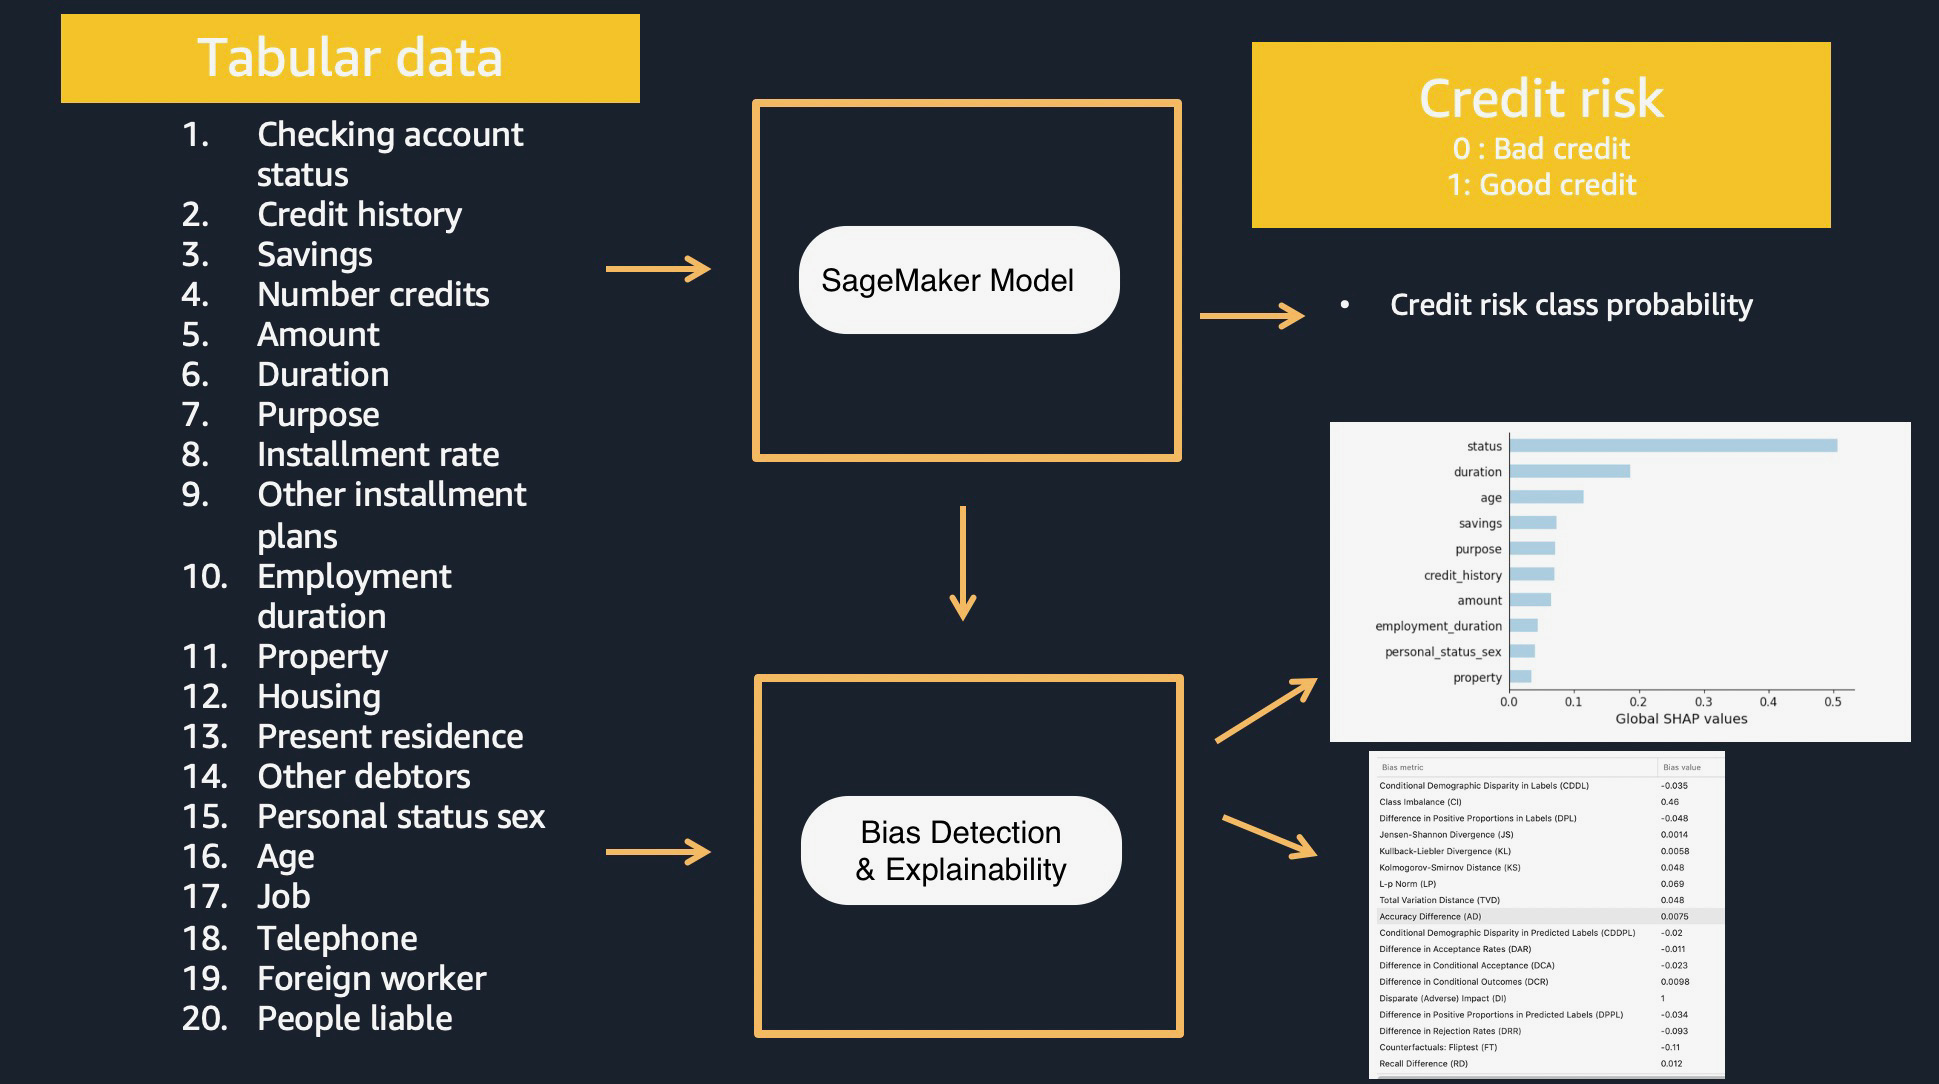 Tabular data
1. Checking account
status
2. Credit history
3. Savings
4. Number credits
5. Amount
6. Duration
7. Purpose
8. Installment rate
9. Other installment
plans
10. Employment
duration
11. Property
12. Housing
13. Present residence
14. Other debtors
15. Personal status sex
16. Age
17. Job
18. Telephone
19. Foreign worker
20. People liable
SageMaker Model
Bias Detection
& Explainability
Credit risk
0 : Bad credit
1: Good credit
• Credit risk class probability
status
duration
age
savings
purpose
credit_history
amount
employment_duration
personal_status_sex
property
0.0 0.1 0.2 0.3 0.4 0.5
Global SHAP values
Bias metric Bias value
Conditional Demographic Disparity in Labels (CDDL) -0.035
Class Imbalance (CI) 0.46
Difference in Positive Proportions in Labels (DPL) -0.048
Jensen-Shannon Divergence (JS) 0.0014
Kullback-Liebler Divergence (KL) 0.0058
Kolmogorov-Smirnov Distance (KS) 0.048
L-p Norm (LP) 0.069
Total Variation Distance (TVD) 0.048
Accuracy Difference (AD) 0.0075
Conditional Demographic Disparity in Predicted Labels (CDDPL) -0.02
Difference in Acceptance Rates (DAR) -0.011
Difference in Conditional Acceptance (DCA) -0.023
Difference in Conditional Outcomes (DCR) 0.0098
Disparate (Adverse) Impact (DI) 1
Difference in Positive Proportions in Predicted Labels (DPPL) -0.034
Difference in Rejection Rates (DRR) -0.093
Counterfactuals: Fliptest (FT) -0.11
Recall Difference (RD) 0.012